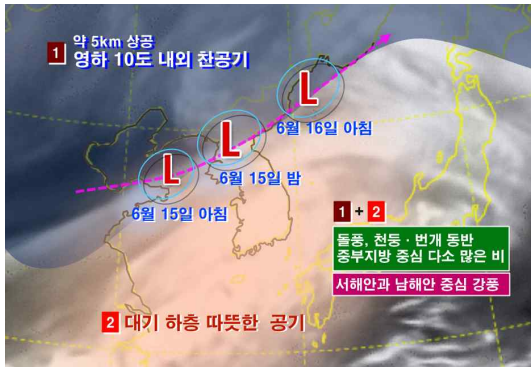 1 약 5km 상공
영하 10도 내외 찬공기
L
6월 16일 아침
L
6월 15일 밤
L
6월 15일 아침
1 + 2
돌풍, 천둥·번개 동반
중부지방 중심 다소 많은 비
서해안과 남해안 중심 강풍
2 대기 하층 따뜻한 공기